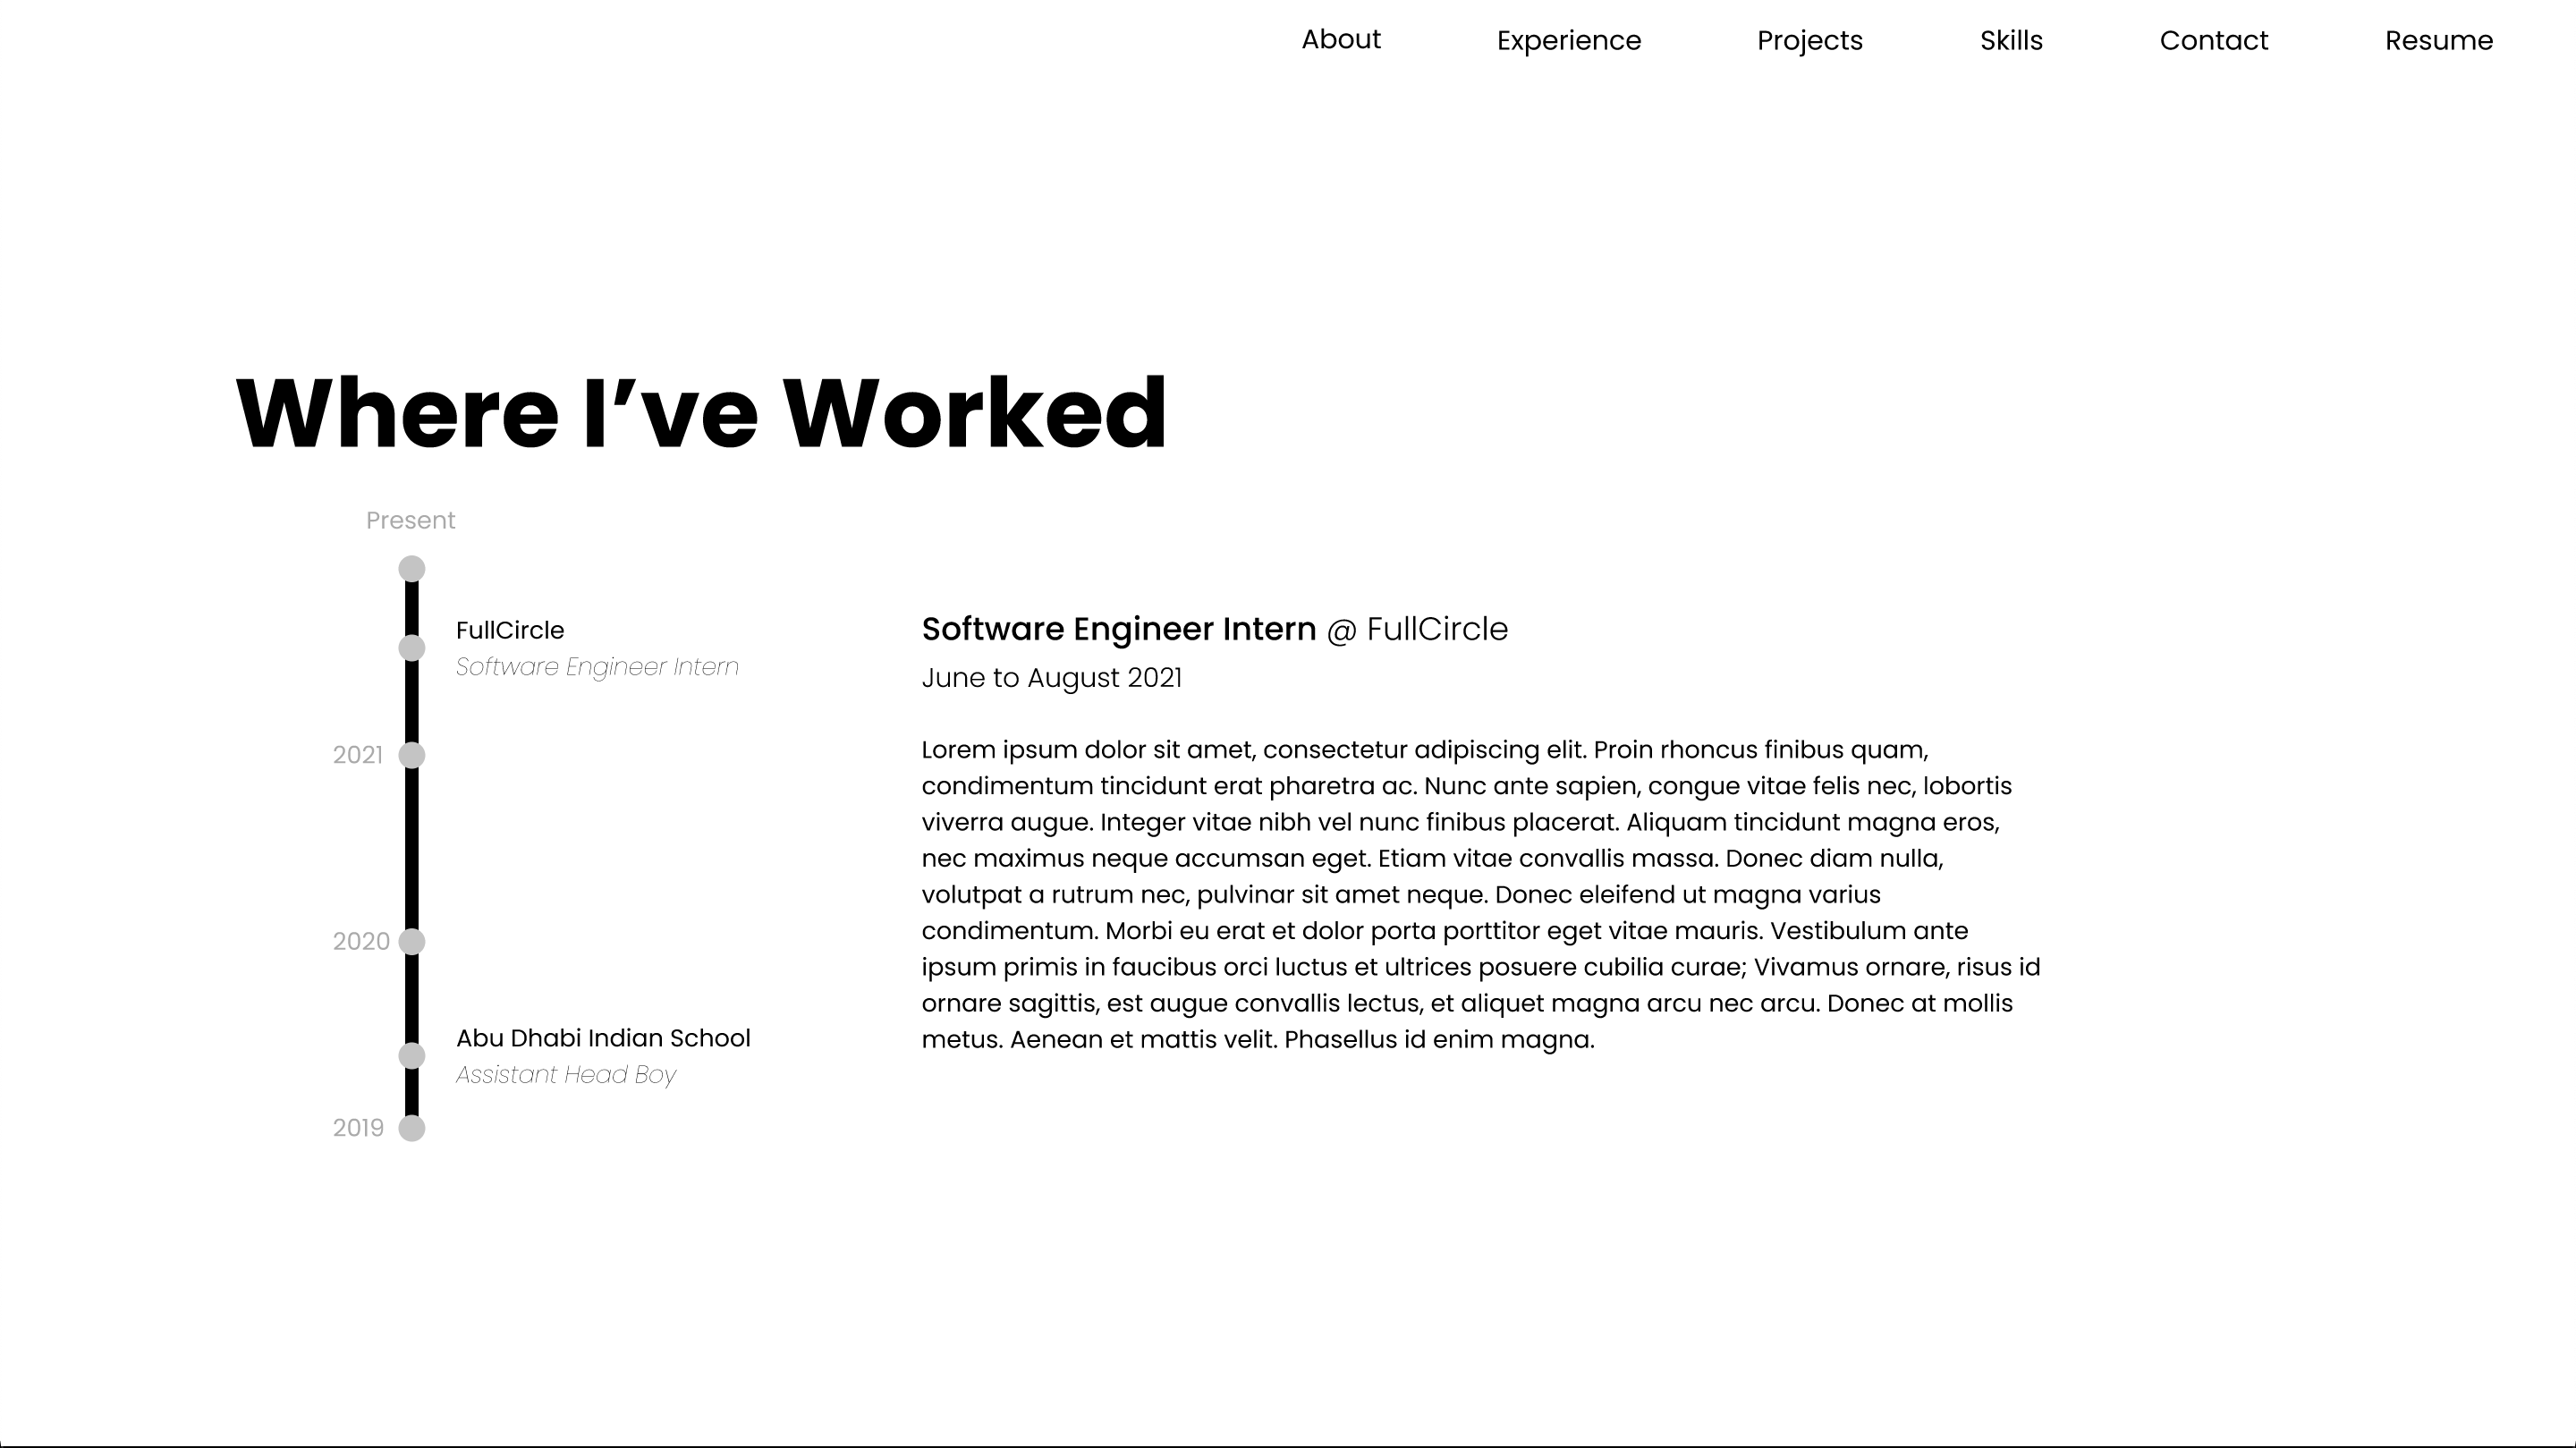 About Experience Projects Skills Contact Resume
Where I’ve Worked
Present
FullCircle
Software Engineer Intern
2021
2020
Abu Dhabi Indian School
Assistant Head Boy
2019
Software Engineer Intern @ FullCircle
June to August 2021
Lorem ipsum dolor sit amet, consectetur adipiscing elit. Proin rhoncus finibus quam,
condimentum tincidunt erat pharetra ac. Nunc ante sapien, congue vitae felis nec, lobortis
viverra augue. Integer vitae nibh vel nunc finibus placerat. Aliquam tincidunt magna eros,
nec maximus neque accumsan eget. Etiam vitae convallis massa. Donec diam nulla,
volutpat a rutrum nec, pulvinar sit amet neque. Donec eleifend ut magna varius
condimentum. Morbi eu erat et dolor porta porttitor eget vitae mauris. Vestibulum ante
ipsum primis in faucibus orci luctus et ultrices posuere cubilia curae; Vivamus ornare, risus id
ornare sagittis, est augue convallis lectus, et aliquet magna arcu nec arcu. Donec at mollis
metus. Aenean et mattis velit. Phasellus id enim magna.